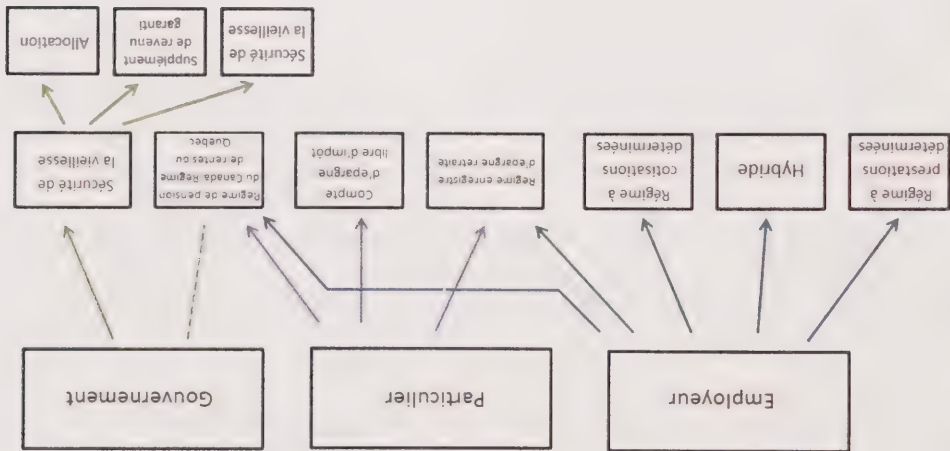 Employeur
Particulier
Gouvernement
Régime à
prestations
déterminées
Hybride
Régime à
cotisations
déterminées
Régime enregistré
d'épargne retraite
Compte
d'épargne
libre d'impôt
Régime de pension
du Canada Régime
de rentes du
Québec
Sécurité de
la vieillesse
Sécurité de
la vieillesse
Supplément
de revenu
garanti
Allocation